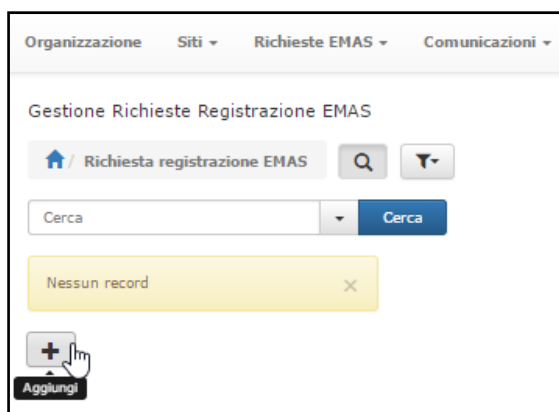 Organizzazione Siti Richieste EMAS Comunicazioni
Gestione Richieste Registrazione EMAS
/ Richiesta registrazione EMAS
Cerca Cerca
Nessun record ×
+
Aggiungi